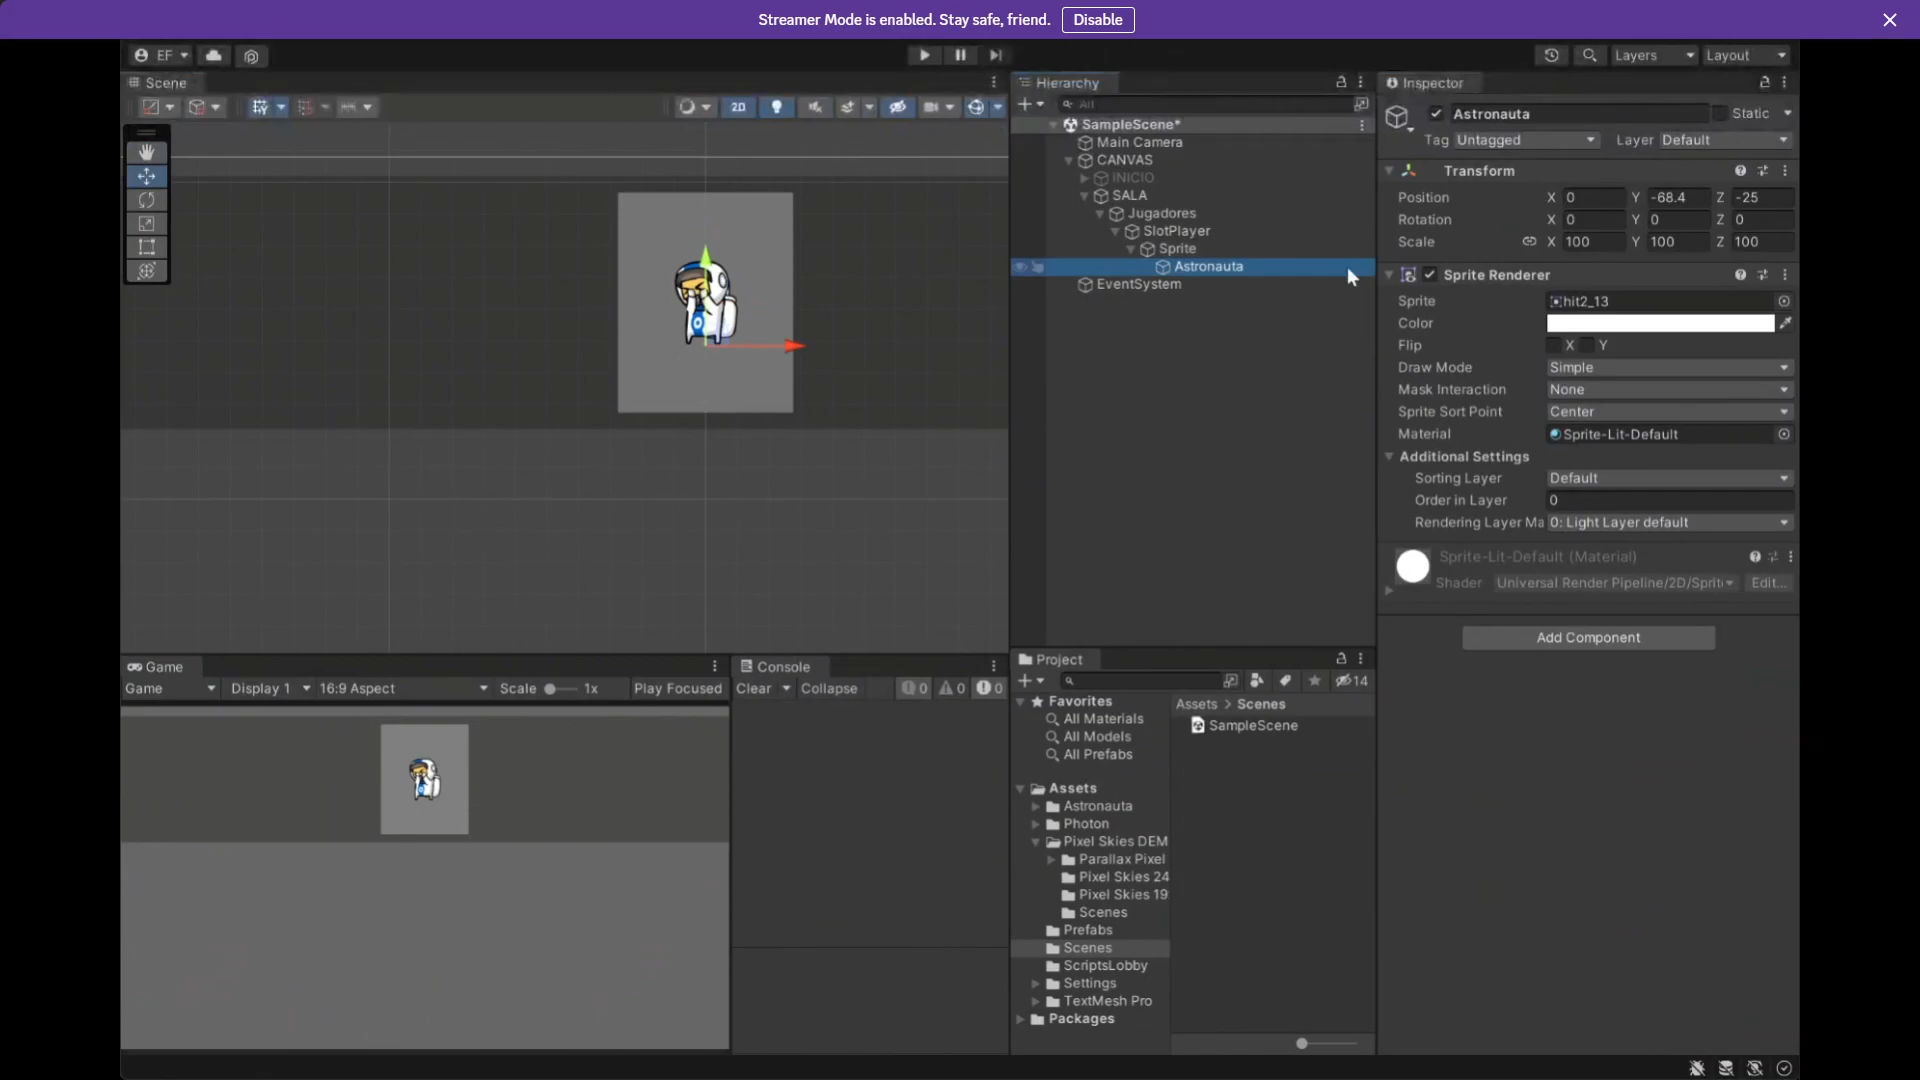 Streamer Mode is enabled. Stay safe, friend. Disable
EF
Layers
Layout
Scene
2D
Hierarchy
All
SampleScene*
Main Camera
CANVAS
INICIO
SALA
Jugadores
SlotPlayer
Sprite
Astronauta
EventSystem
Inspector
Astronauta
Static
Tag Untagged Layer Default
Transform
Position X 0 Y -68.4 Z -25
Rotation X 0 Y 0 Z 0
Scale X 100 Y 100 Z 100
Sprite Renderer
Sprite hit2_13
Color
Flip X Y
Draw Mode Simple
Mask Interaction None
Sprite Sort Point Center
Material Sprite-Lit-Default
Additional Settings
Sorting Layer Default
Order in Layer 0
Rendering Layer Ma 0: Light Layer default
Sprite-Lit-Default (Material)
Shader Universal Render Pipeline/2D/Sprit Edit...
Add Component
Game
Game Display 1 16:9 Aspect Scale 1x Play Focused
Console
Clear Collapse 0 0 0
Project
14
Favorites
All Materials
All Models
All Prefabs
Assets
Astronauta
Photon
Pixel Skies DEM
Parallax Pixel
Pixel Skies 24
Pixel Skies 19
Scenes
Prefabs
Scenes
ScriptsLobby
Settings
TextMesh Pro
Packages
Assets > Scenes
SampleScene